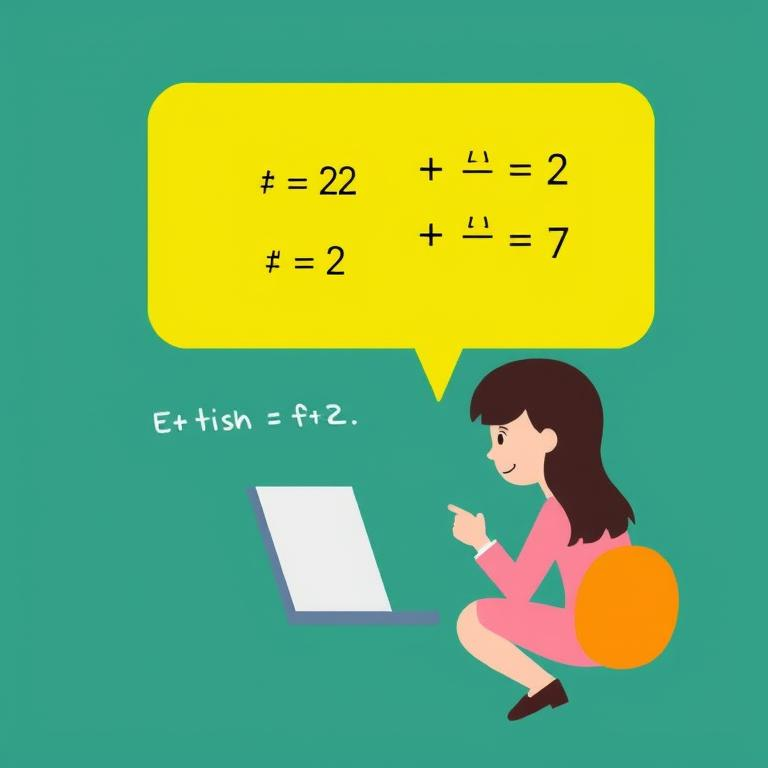 = 22
+ = 2
= 2
+ = 7
E+ tish = f+2.